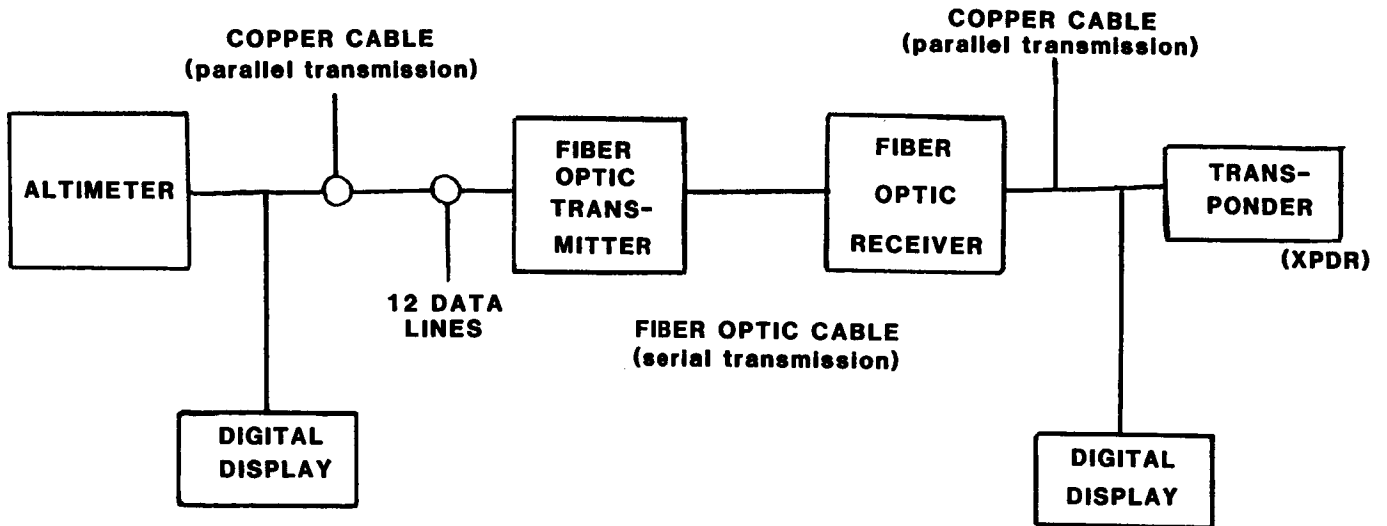 COPPER CABLE
(parallel transmission)
COPPER CABLE
(parallel transmission)
ALTIMETER
FIBER
OPTIC
TRANS-
MITTER
FIBER
OPTIC
RECEIVER
TRANS-
PONDER
(XPDR)
12 DATA
LINES
FIBER OPTIC CABLE
(serial transmission)
DIGITAL
DISPLAY
DIGITAL
DISPLAY